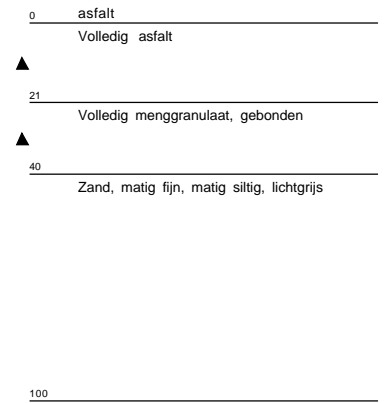 0 asfalt
Volledig asfalt
21
Volledig menggranulaat, gebonden
40
Zand, matig fijn, matig siltig, lichtgrijs
100